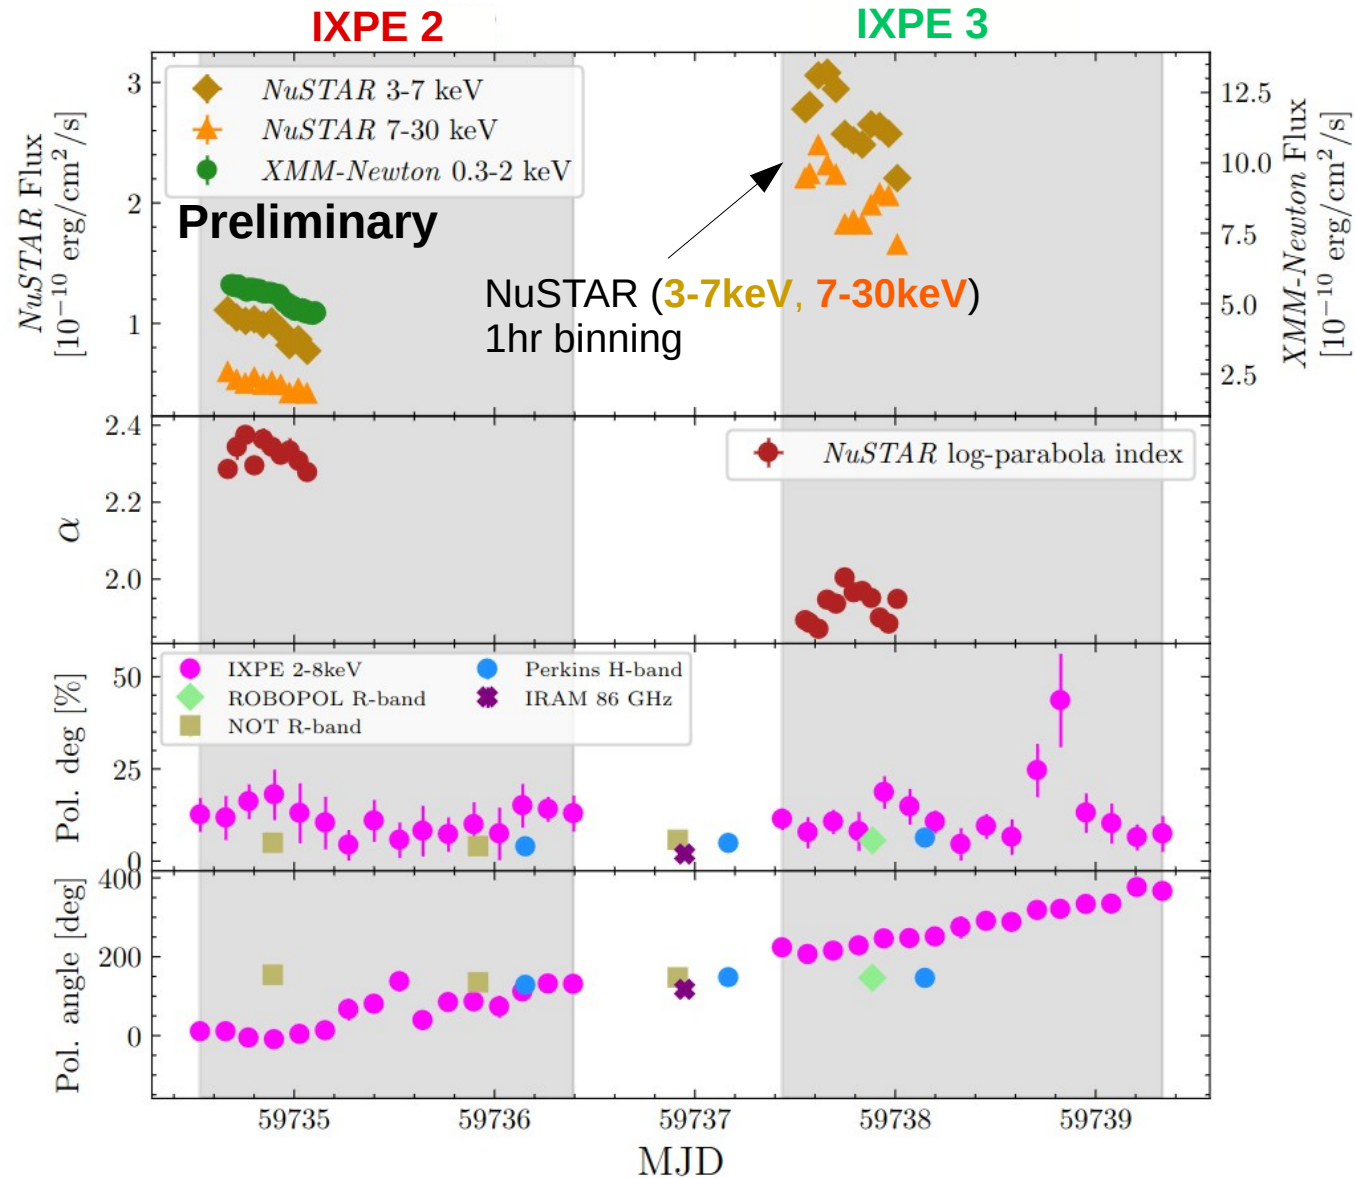 IXPE 2
IXPE 3
NuSTAR 3-7 keV
NuSTAR 7-30 keV
XMM-Newton 0.3-2 keV
Preliminary
NuSTAR (3-7keV, 7-30keV)
1hr binning
NuSTAR Flux
[10⁻¹⁰ erg/cm²/s]
3
2
1
XMM-Newton Flux
[10⁻¹⁰ erg/cm²/s]
12.5
10.0
7.5
5.0
2.5
α
2.4
2.2
2.0
NuSTAR log-parabola index
Pol. deg [%]
50
25
0
IXPE 2-8keV
ROBOPOL R-band
NOT R-band
Perkins H-band
IRAM 86 GHz
Pol. angle [deg]
400
200
0
59735 59736 59737 59738 59739
MJD